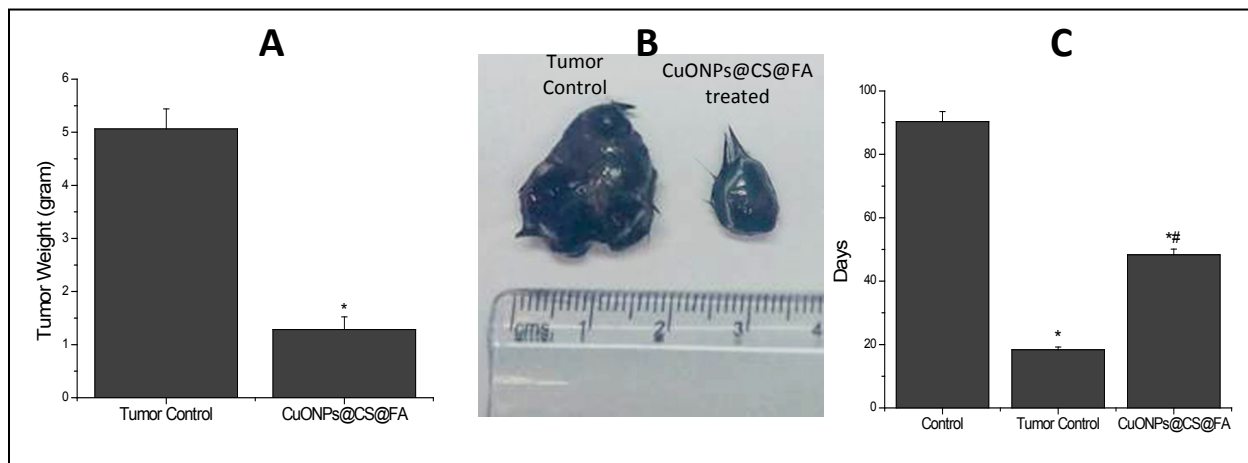 A
Tumor Weight (gram)
6
5
4
3
2
1
0
*
Tumor Control
CuONPs@CS@FA
B
Tumor
Control
CuONPs@CS@FA
treated
cms. 1 2 3 4
C
Days
100
80
60
40
20
0
*
*#
Control
Tumor Control
CuONPs@CS@FA